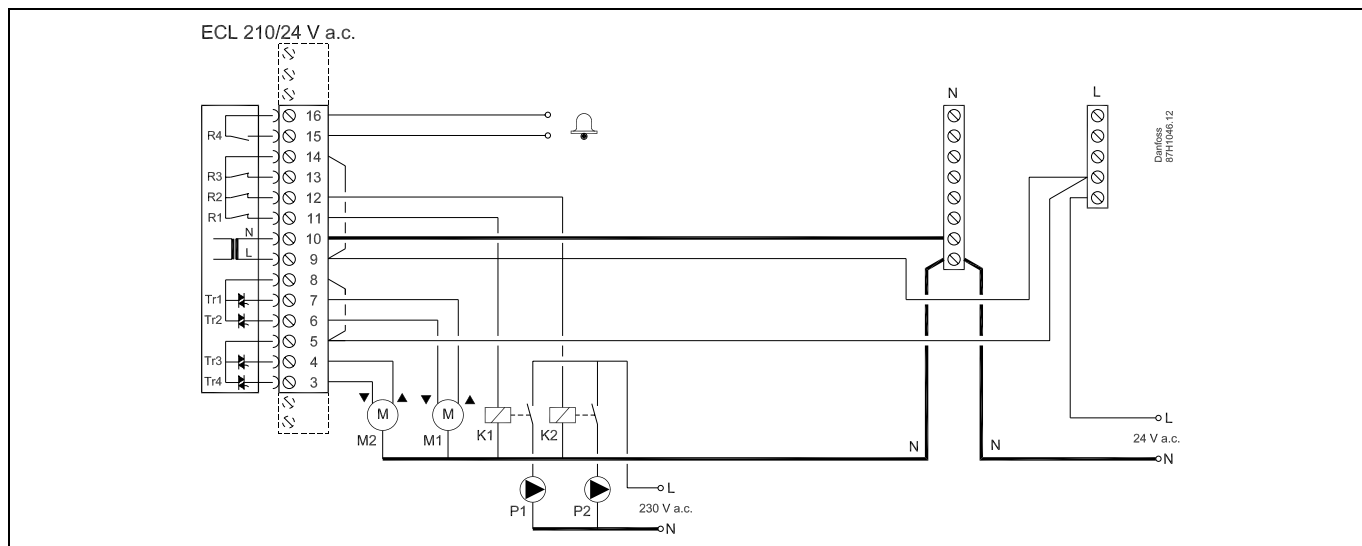 ECL 210/24 V a.c.
N
L
Danfoss
87H1046.12
16
R4
15
14
R3
13
R2
12
R1
11
N
10
L
9
8
Tr1
7
Tr2
6
5
Tr3
4
Tr4
3
M
M
M2
M1
K1
K2
N
N
L
24 V a.c.
N
P1
P2
L
230 V a.c.
N